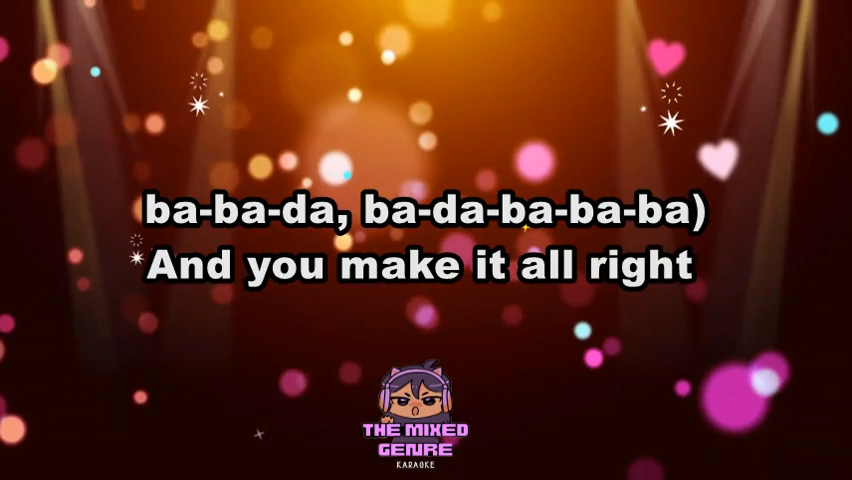 ba-ba-da, ba-da-ba-ba-ba)
And you make it all right
THE MIXED
GENRE
KARAOKE